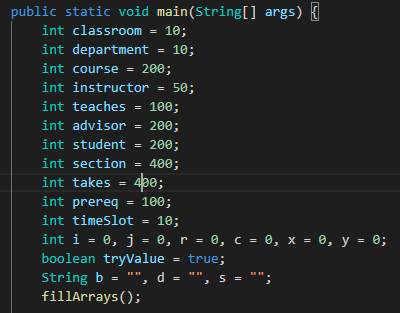 public static void main(String[] args) {
int classroom = 10;
int department = 10;
int course = 200;
int instructor = 50;
int teaches = 100;
int advisor = 200;
int student = 200;
int section = 400;
int takes = 400;
int prereq = 100;
int timeSlot = 10;
int i = 0, j = 0, r = 0, c = 0, x = 0, y = 0;
boolean tryValue = true;
String b = "", d = "", s = "";
fillArrays();